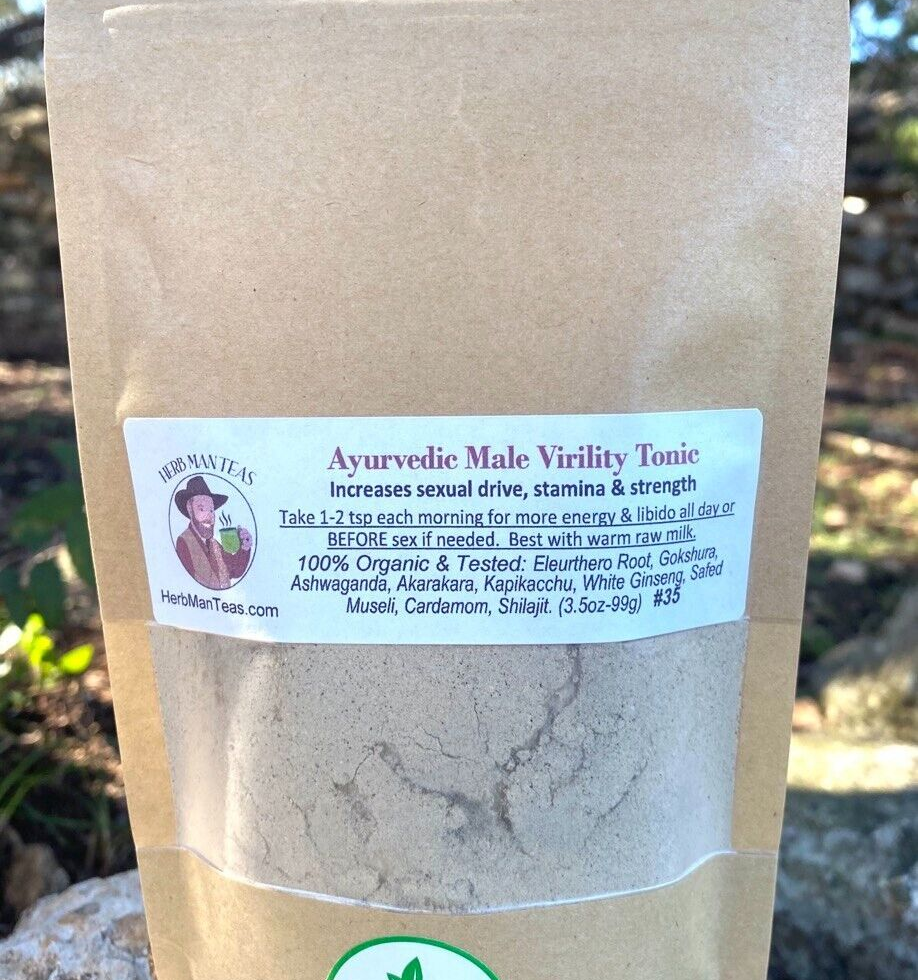 HERB MAN TEAS
HerbManTeas.com
Ayurvedic Male Virility Tonic
Increases sexual drive, stamina & strength
Take 1-2 tsp each morning for more energy & libido all day or
BEFORE sex if needed. Best with warm raw milk.
100% Organic & Tested: Eleurthero Root, Gokshura,
Ashwaganda, Akarakara, Kapikacchu, White Ginseng, Safed
Museli, Cardamom, Shilajit. (3.5oz-99g) #35